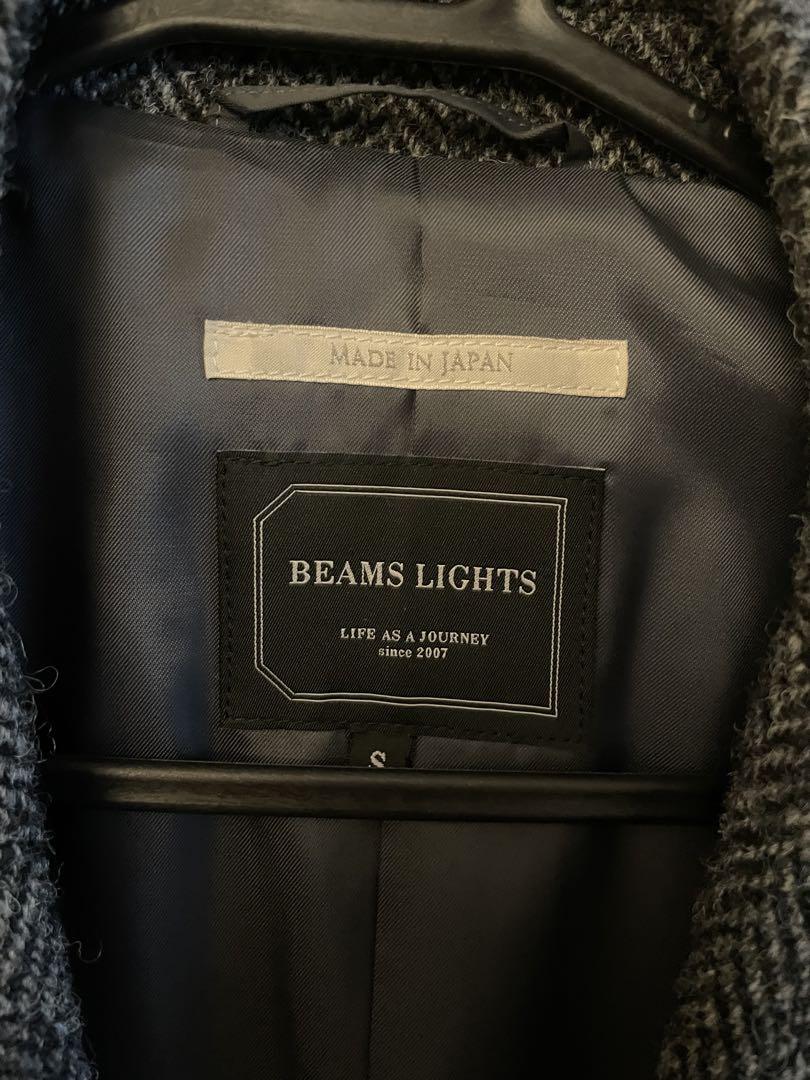 MADE IN JAPAN
BEAMS LIGHTS
LIFE AS A JOURNEY
since 2007
S